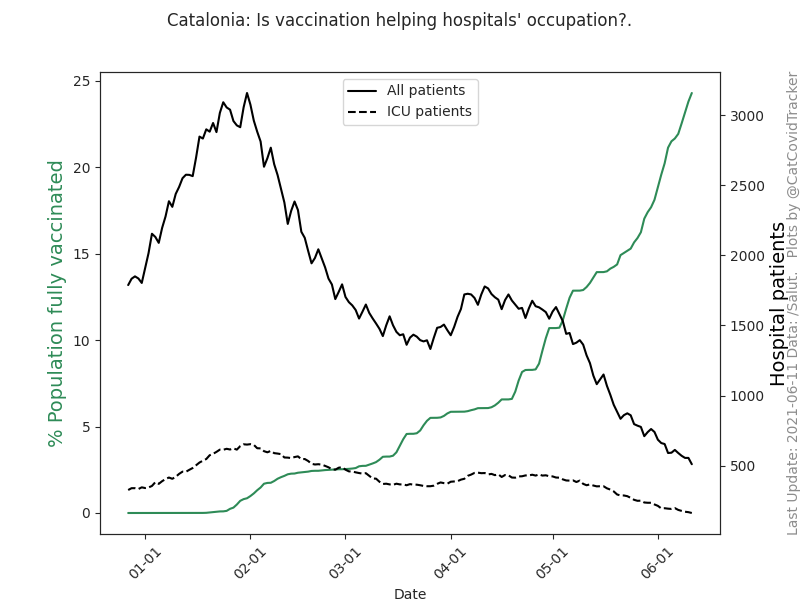 Catalonia: Is vaccination helping hospitals' occupation?.
All patients
ICU patients
% Population fully vaccinated
25
20
15
10
5
0
3000
2500
2000
1500
1000
500
Hospital patients
Last Update: 2021-06-11 Data: /Salut.   Plots by @CatCovidTracker
01-01
02-01
03-01
04-01
05-01
06-01
Date